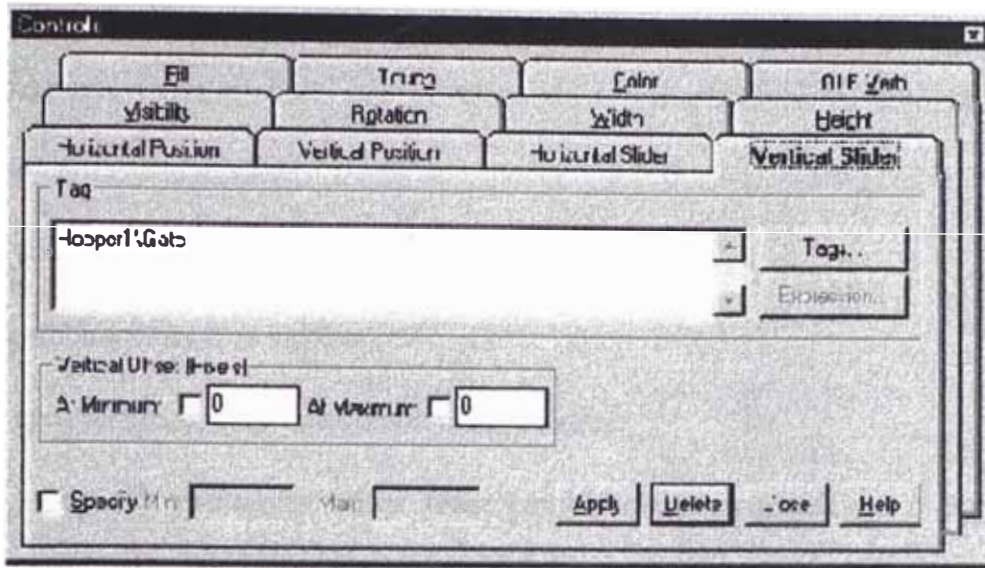 Controls
Fill Touch Color OLE Verb
Visibility Rotation Width Height
Horizontal Position Vertical Position Horizontal Slider Vertical Slider
Tag
Hopper1\Gate
Tags...
Expression...
Vertical Offset (Pixels)
At Minimum 0 At Maximum 0
Specify Min Max Apply Delete Close Help